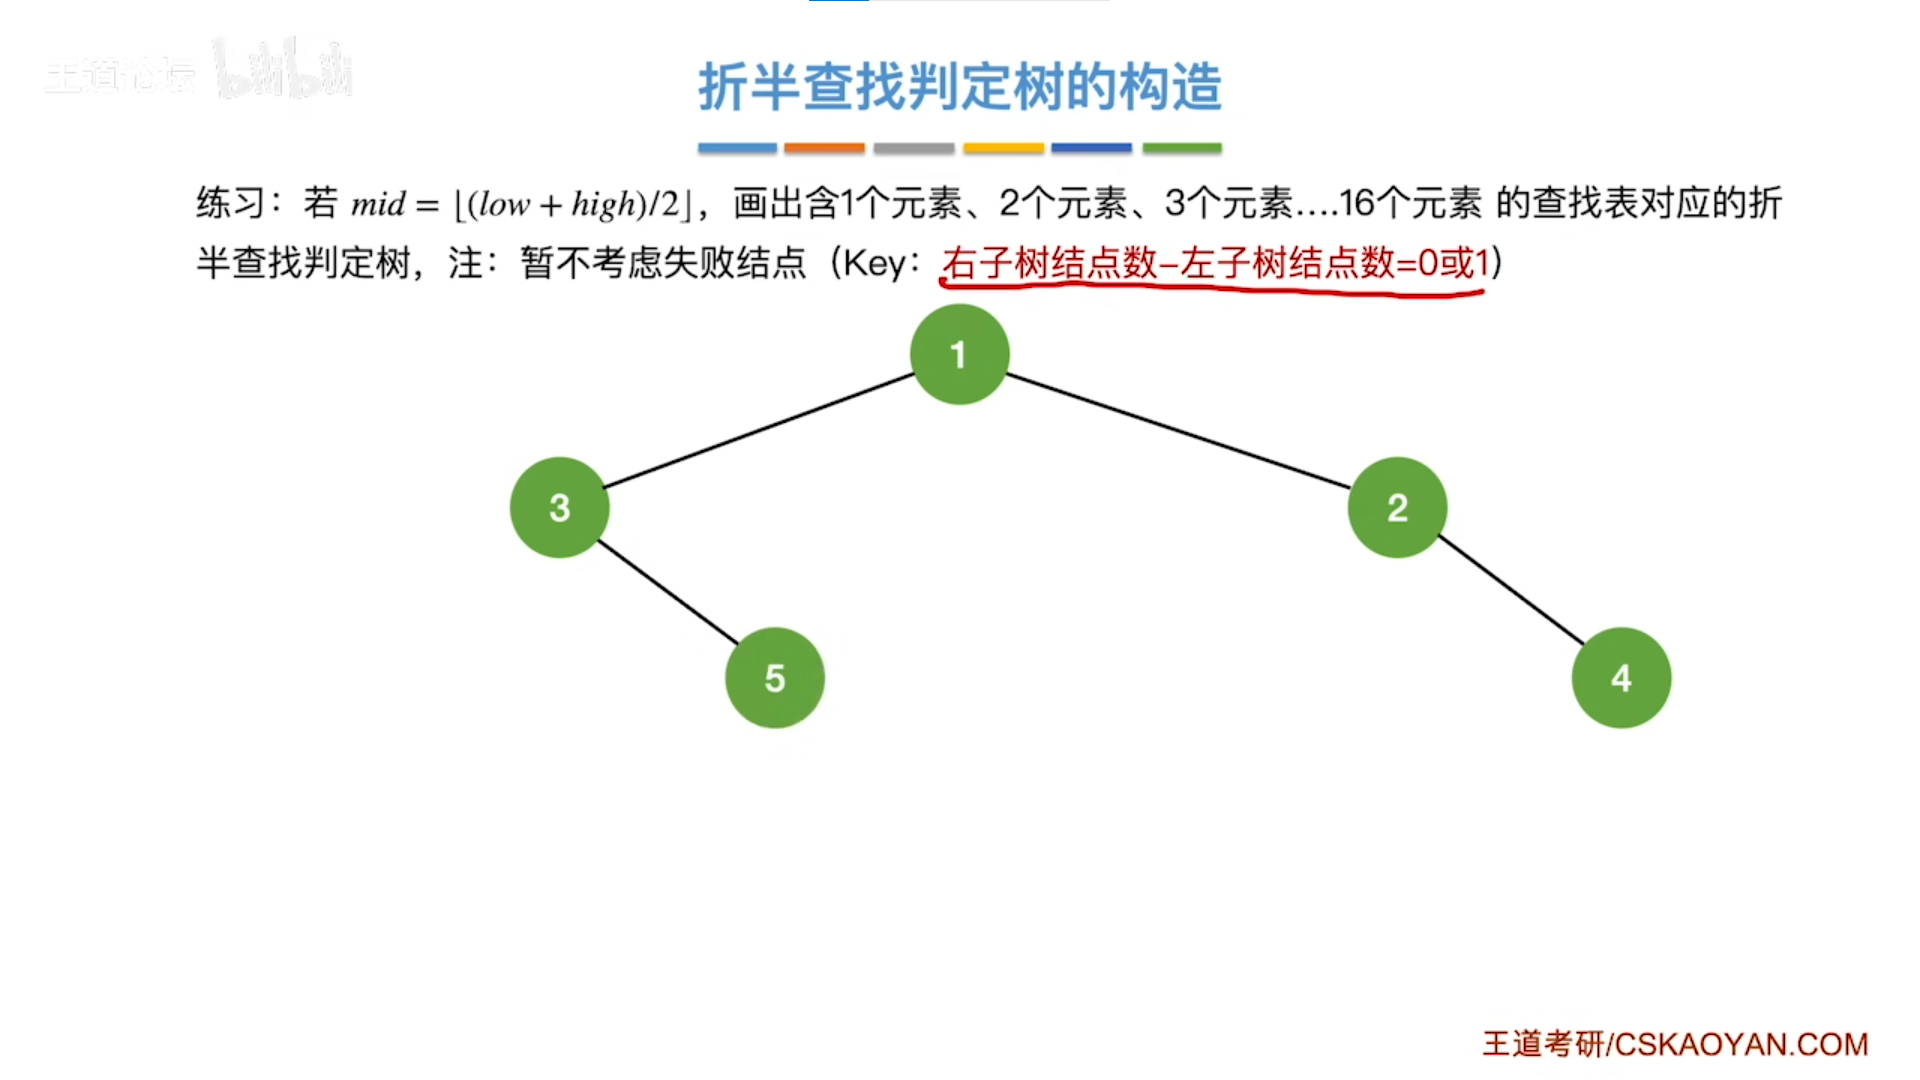 王道论坛 bilibili
折半查找判定树的构造
练习：若 mid = ⌊(low + high)/2⌋，画出含1个元素、2个元素、3个元素....16个元素 的查找表对应的折
半查找判定树，注：暂不考虑失败结点（Key：右子树结点数–左子树结点数=0或1）
1
3
2
5
4
王道考研/CSKAOYAN.COM